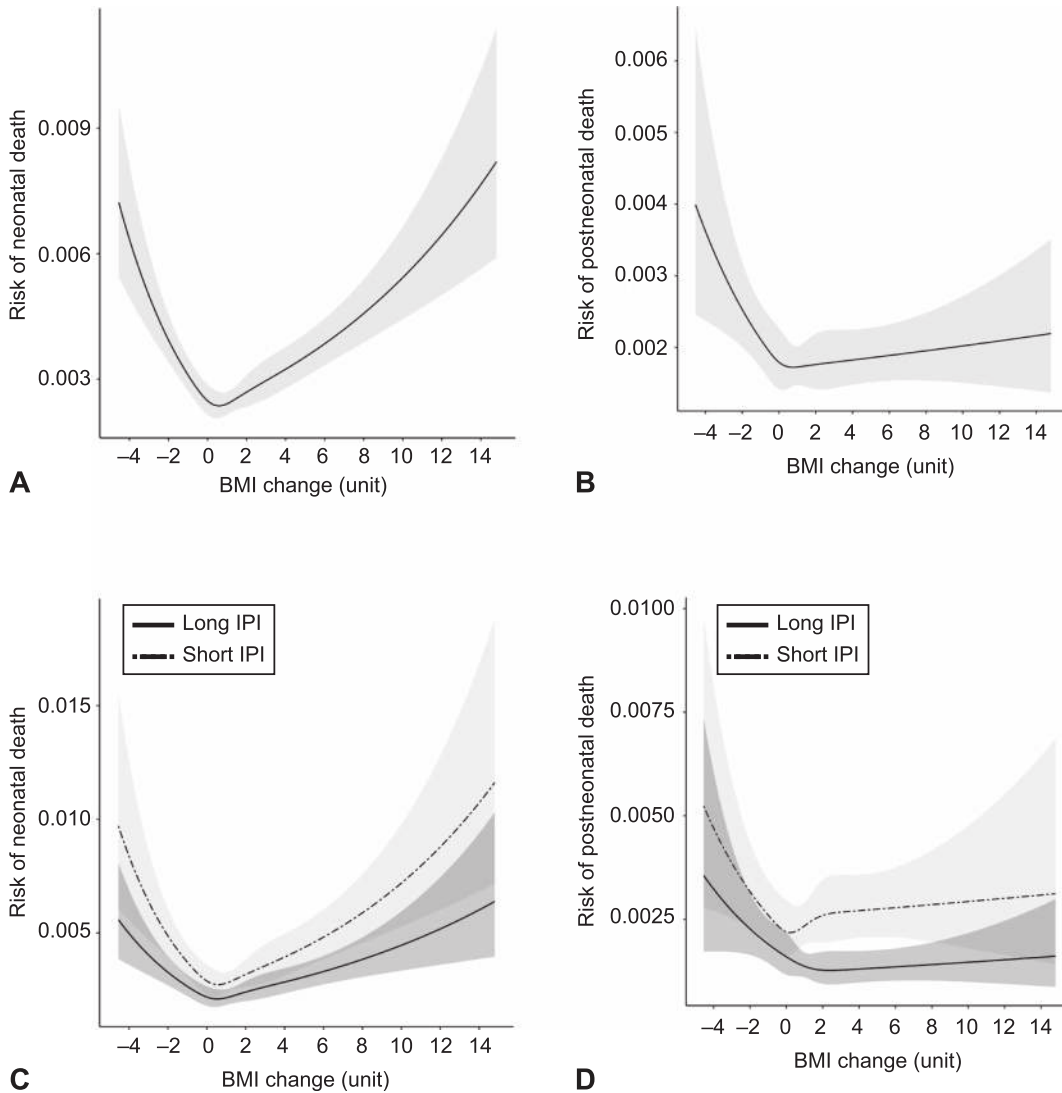 Risk of neonatal death
0.009
0.006
0.003
–4 –2 0 2 4 6 8 10 12 14
BMI change (unit)
A
Risk of postneonatal death
0.006
0.005
0.004
0.003
0.002
–4 –2 0 2 4 6 8 10 12 14
BMI change (unit)
B
Long IPI
Short IPI
Risk of neonatal death
0.015
0.010
0.005
–4 –2 0 2 4 6 8 10 12 14
BMI change (unit)
C
Long IPI
Short IPI
Risk of postneonatal death
0.0100
0.0075
0.0050
0.0025
–4 –2 0 2 4 6 8 10 12 14
BMI change (unit)
D